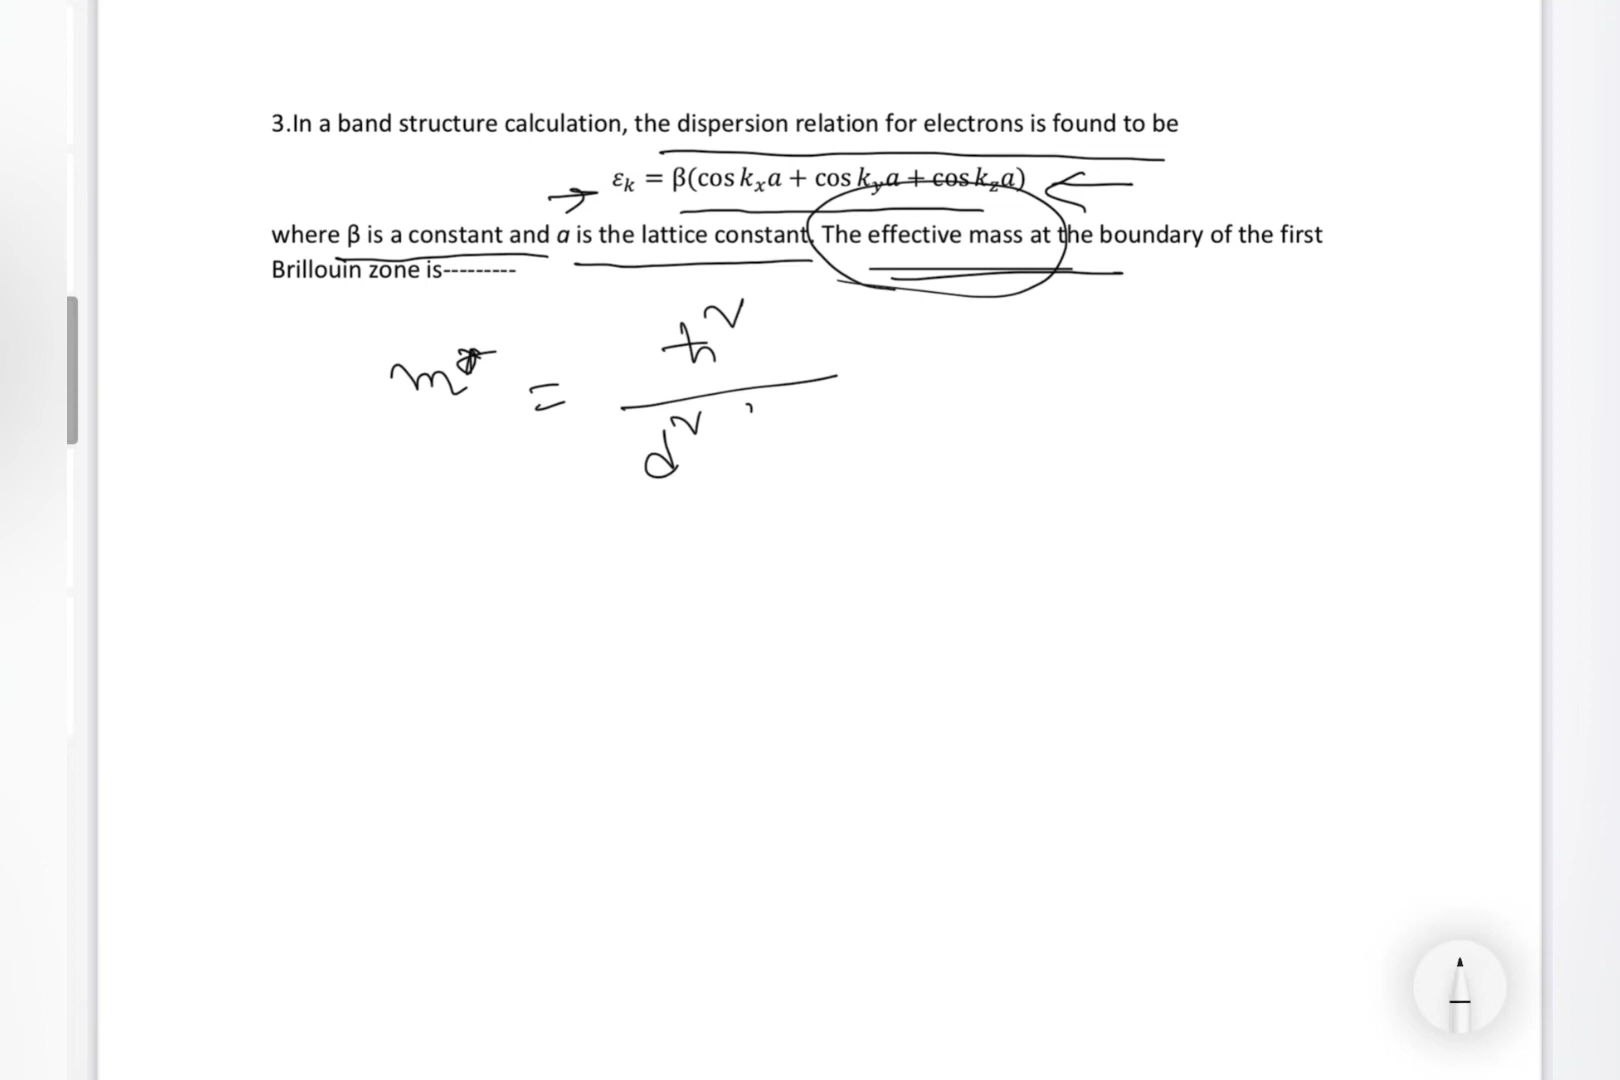 3.In a band structure calculation, the dispersion relation for electrons is found to be
εk = β(cos kxa + cos kya + cos kza)
where β is a constant and a is the lattice constant. The effective mass at the boundary of the first
Brillouin zone is---------
m* = ħ²
d²